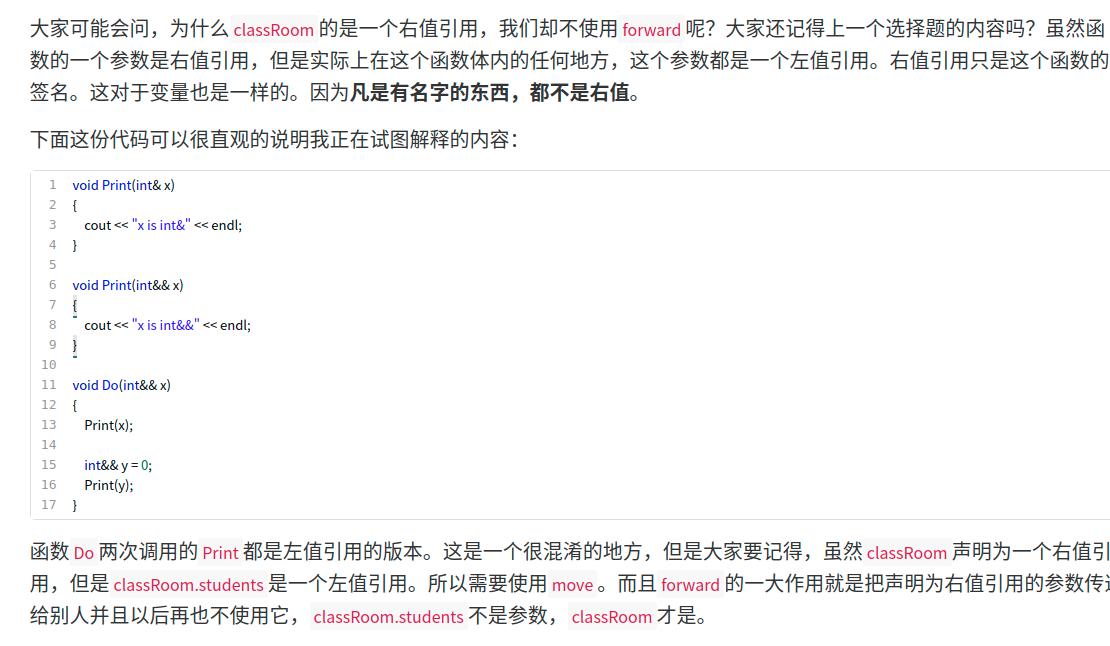 大家可能会问，为什么 classRoom 的是一个右值引用，我们却不使用 forward 呢？大家还记得上一个选择题的内容吗？虽然函
数的一个参数是右值引用，但是实际上在这个函数体内的任何地方，这个参数都是一个左值引用。右值引用只是这个函数的
签名。这对于变量也是一样的。因为凡是有名字的东西，都不是右值。
下面这份代码可以很直观的说明我正在试图解释的内容：
1 void Print(int& x)
2 {
3 cout << "x is int&" << endl;
4 }
5
6 void Print(int&& x)
7 {
8 cout << "x is int&&" << endl;
9 }
10
11 void Do(int&& x)
12 {
13 Print(x);
14
15 int&& y = 0;
16 Print(y);
17 }
函数 Do 两次调用的 Print 都是左值引用的版本。这是一个很混淆的地方，但是大家要记得，虽然 classRoom 声明为一个右值引
用，但是 classRoom.students 是一个左值引用。所以需要使用 move 。而且 forward 的一大作用就是把声明为右值引用的参数传
给别人并且以后再也不使用它， classRoom.students 不是参数， classRoom 才是。